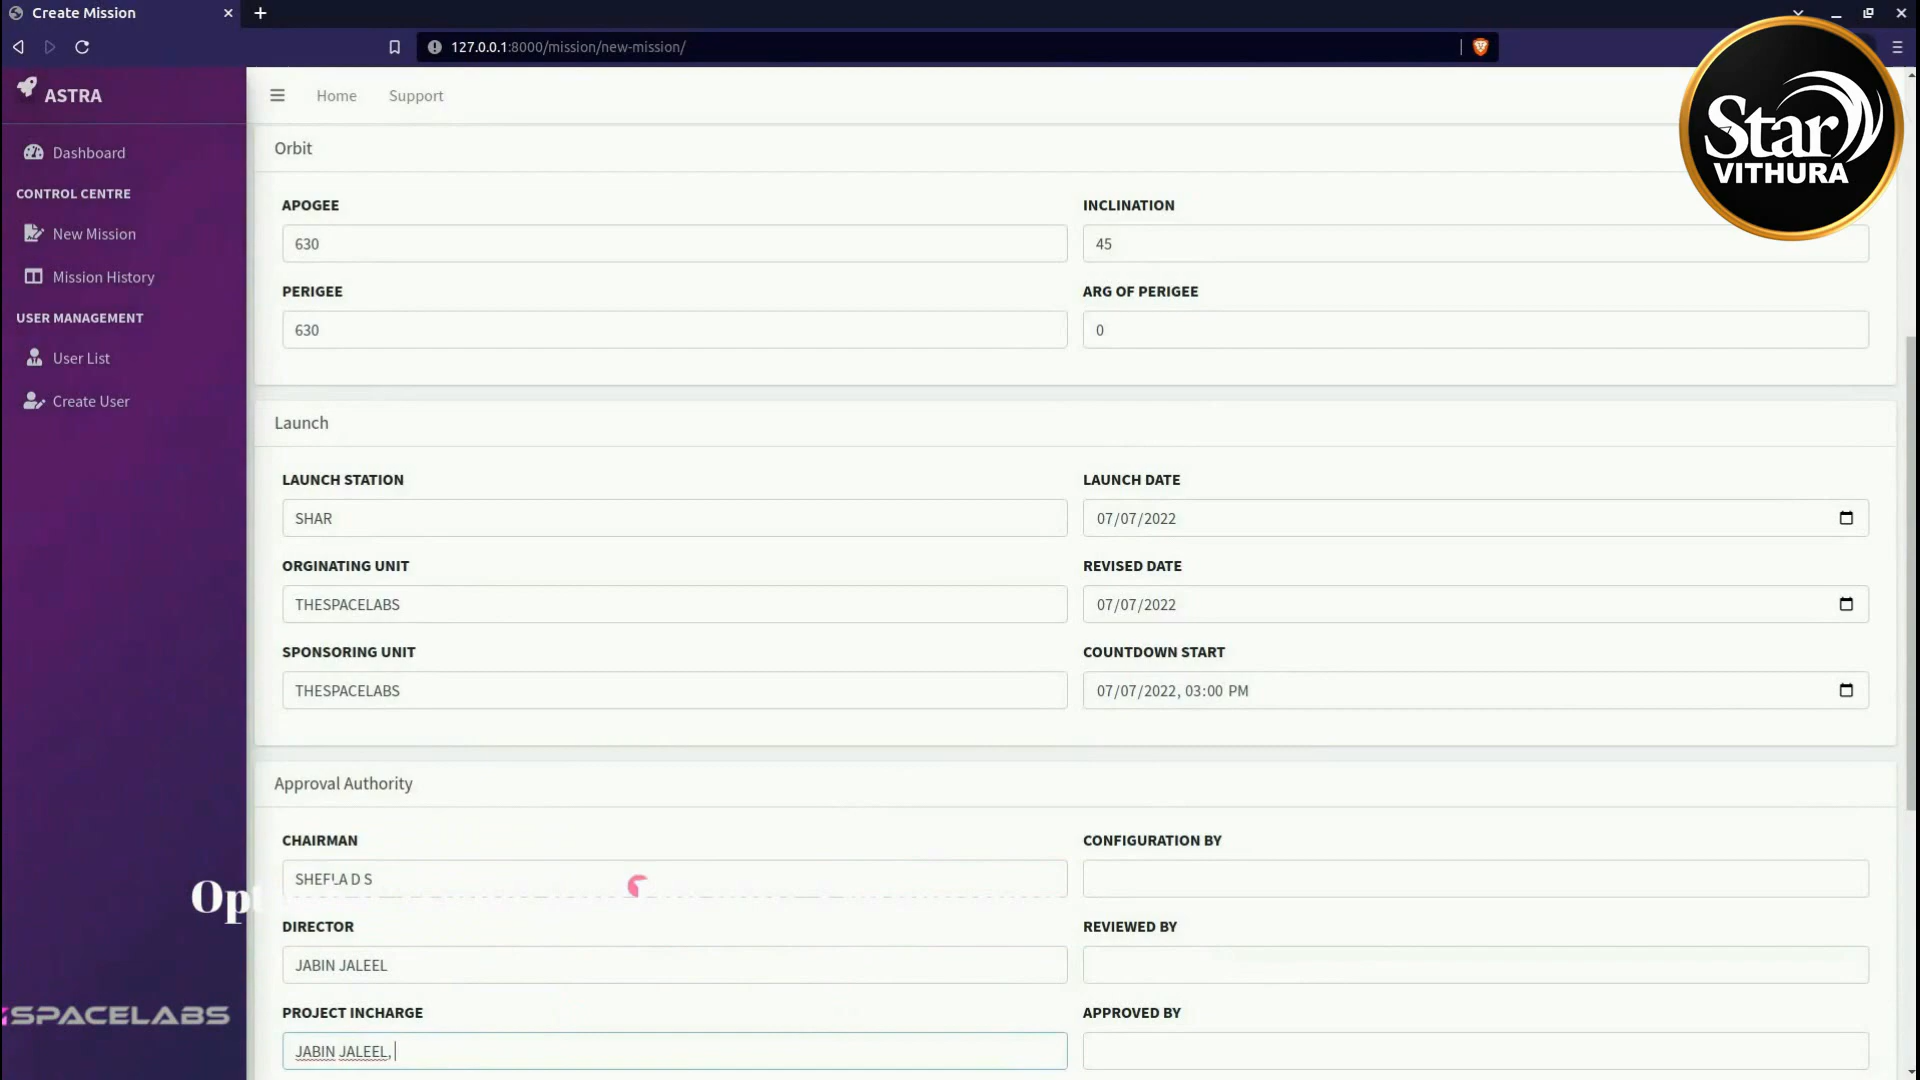 Create Mission
127.0.0.1:8000/mission/new-mission/
ASTRA
Home
Support
Star
VITHURA
Dashboard
CONTROL CENTRE
New Mission
Mission History
USER MANAGEMENT
User List
Create User
Orbit
APOGEE
630
INCLINATION
45
PERIGEE
630
ARG OF PERIGEE
0
Launch
LAUNCH STATION
SHAR
LAUNCH DATE
07/07/2022
ORGINATING UNIT
THESPACELABS
REVISED DATE
07/07/2022
SPONSORING UNIT
THESPACELABS
COUNTDOWN START
07/07/2022, 03:00 PM
Approval Authority
CHAIRMAN
D S
CONFIGURATION BY
DIRECTOR
JABIN JALEEL
REVIEWED BY
PROJECT INCHARGE
JABIN JALEEL,
APPROVED BY
SPACELABS